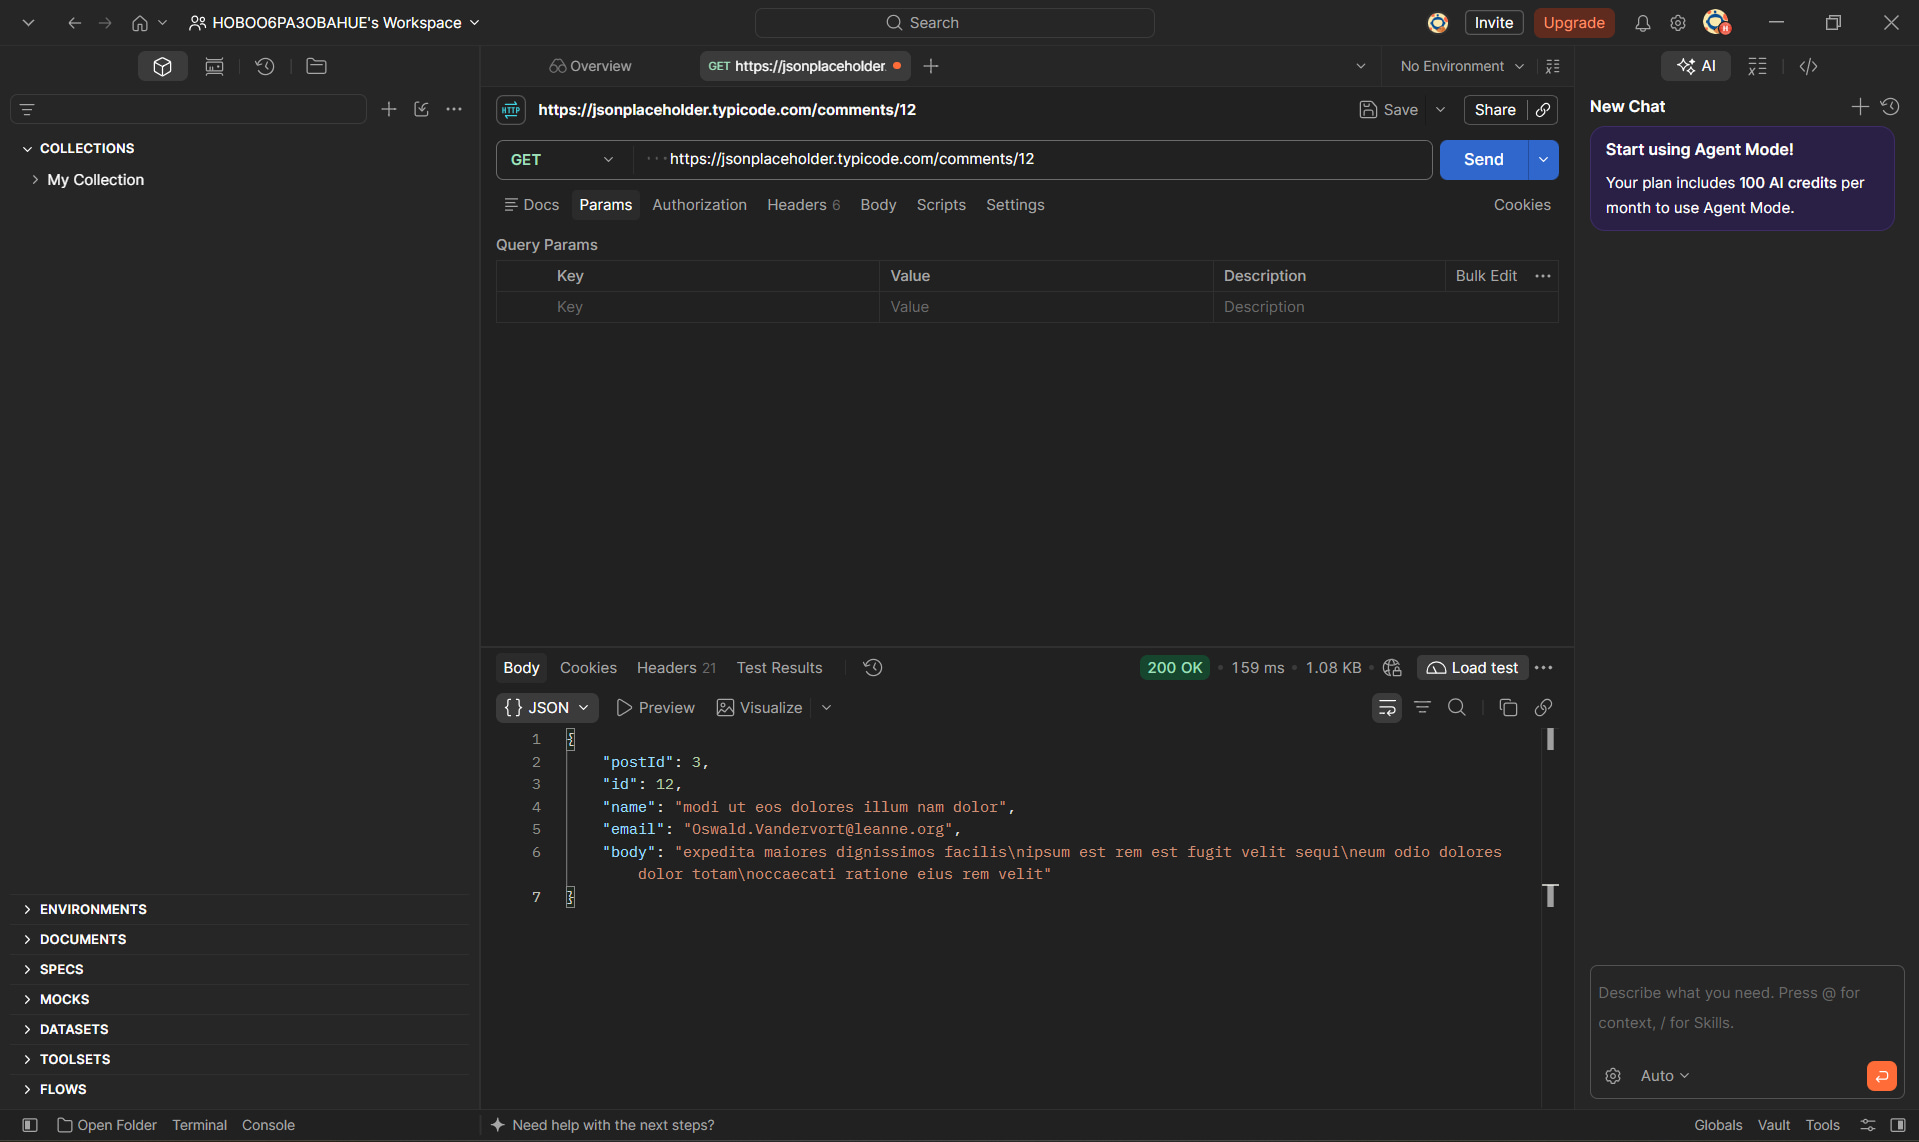 HOBOO6PA3OBAHUE's Workspace
Search
Invite
Upgrade
H
Overview
GET https://jsonplaceholder.
No Environment
AI
HTTP
https://jsonplaceholder.typicode.com/comments/12
Save
Share
New Chat
COLLECTIONS
My Collection
GET
https://jsonplaceholder.typicode.com/comments/12
Send
Start using Agent Mode!
Your plan includes 100 AI credits per
month to use Agent Mode.
Docs Params Authorization Headers 6 Body Scripts Settings Cookies
Query Params
Key Value Description Bulk Edit
Key Value Description
Body Cookies Headers 21 Test Results 200 OK • 159 ms • 1.08 KB • Load test
{} JSON Preview Visualize
1 {
2 "postId": 3,
3 "id": 12,
4 "name": "modi ut eos dolores illum nam dolor",
5 "email": "Oswald.Vandervort@leanne.org",
6 "body": "expedita maiores dignissimos facilis\nipsum est rem est fugit velit sequi\neum odio dolores
dolor totam\noccaecati ratione eius rem velit"
7 }
ENVIRONMENTS
DOCUMENTS
SPECS
MOCKS
DATASETS
TOOLSETS
FLOWS
Describe what you need. Press @ for
context, / for Skills.
Auto
Open Folder Terminal Console
Need help with the next steps?
Globals Vault Tools